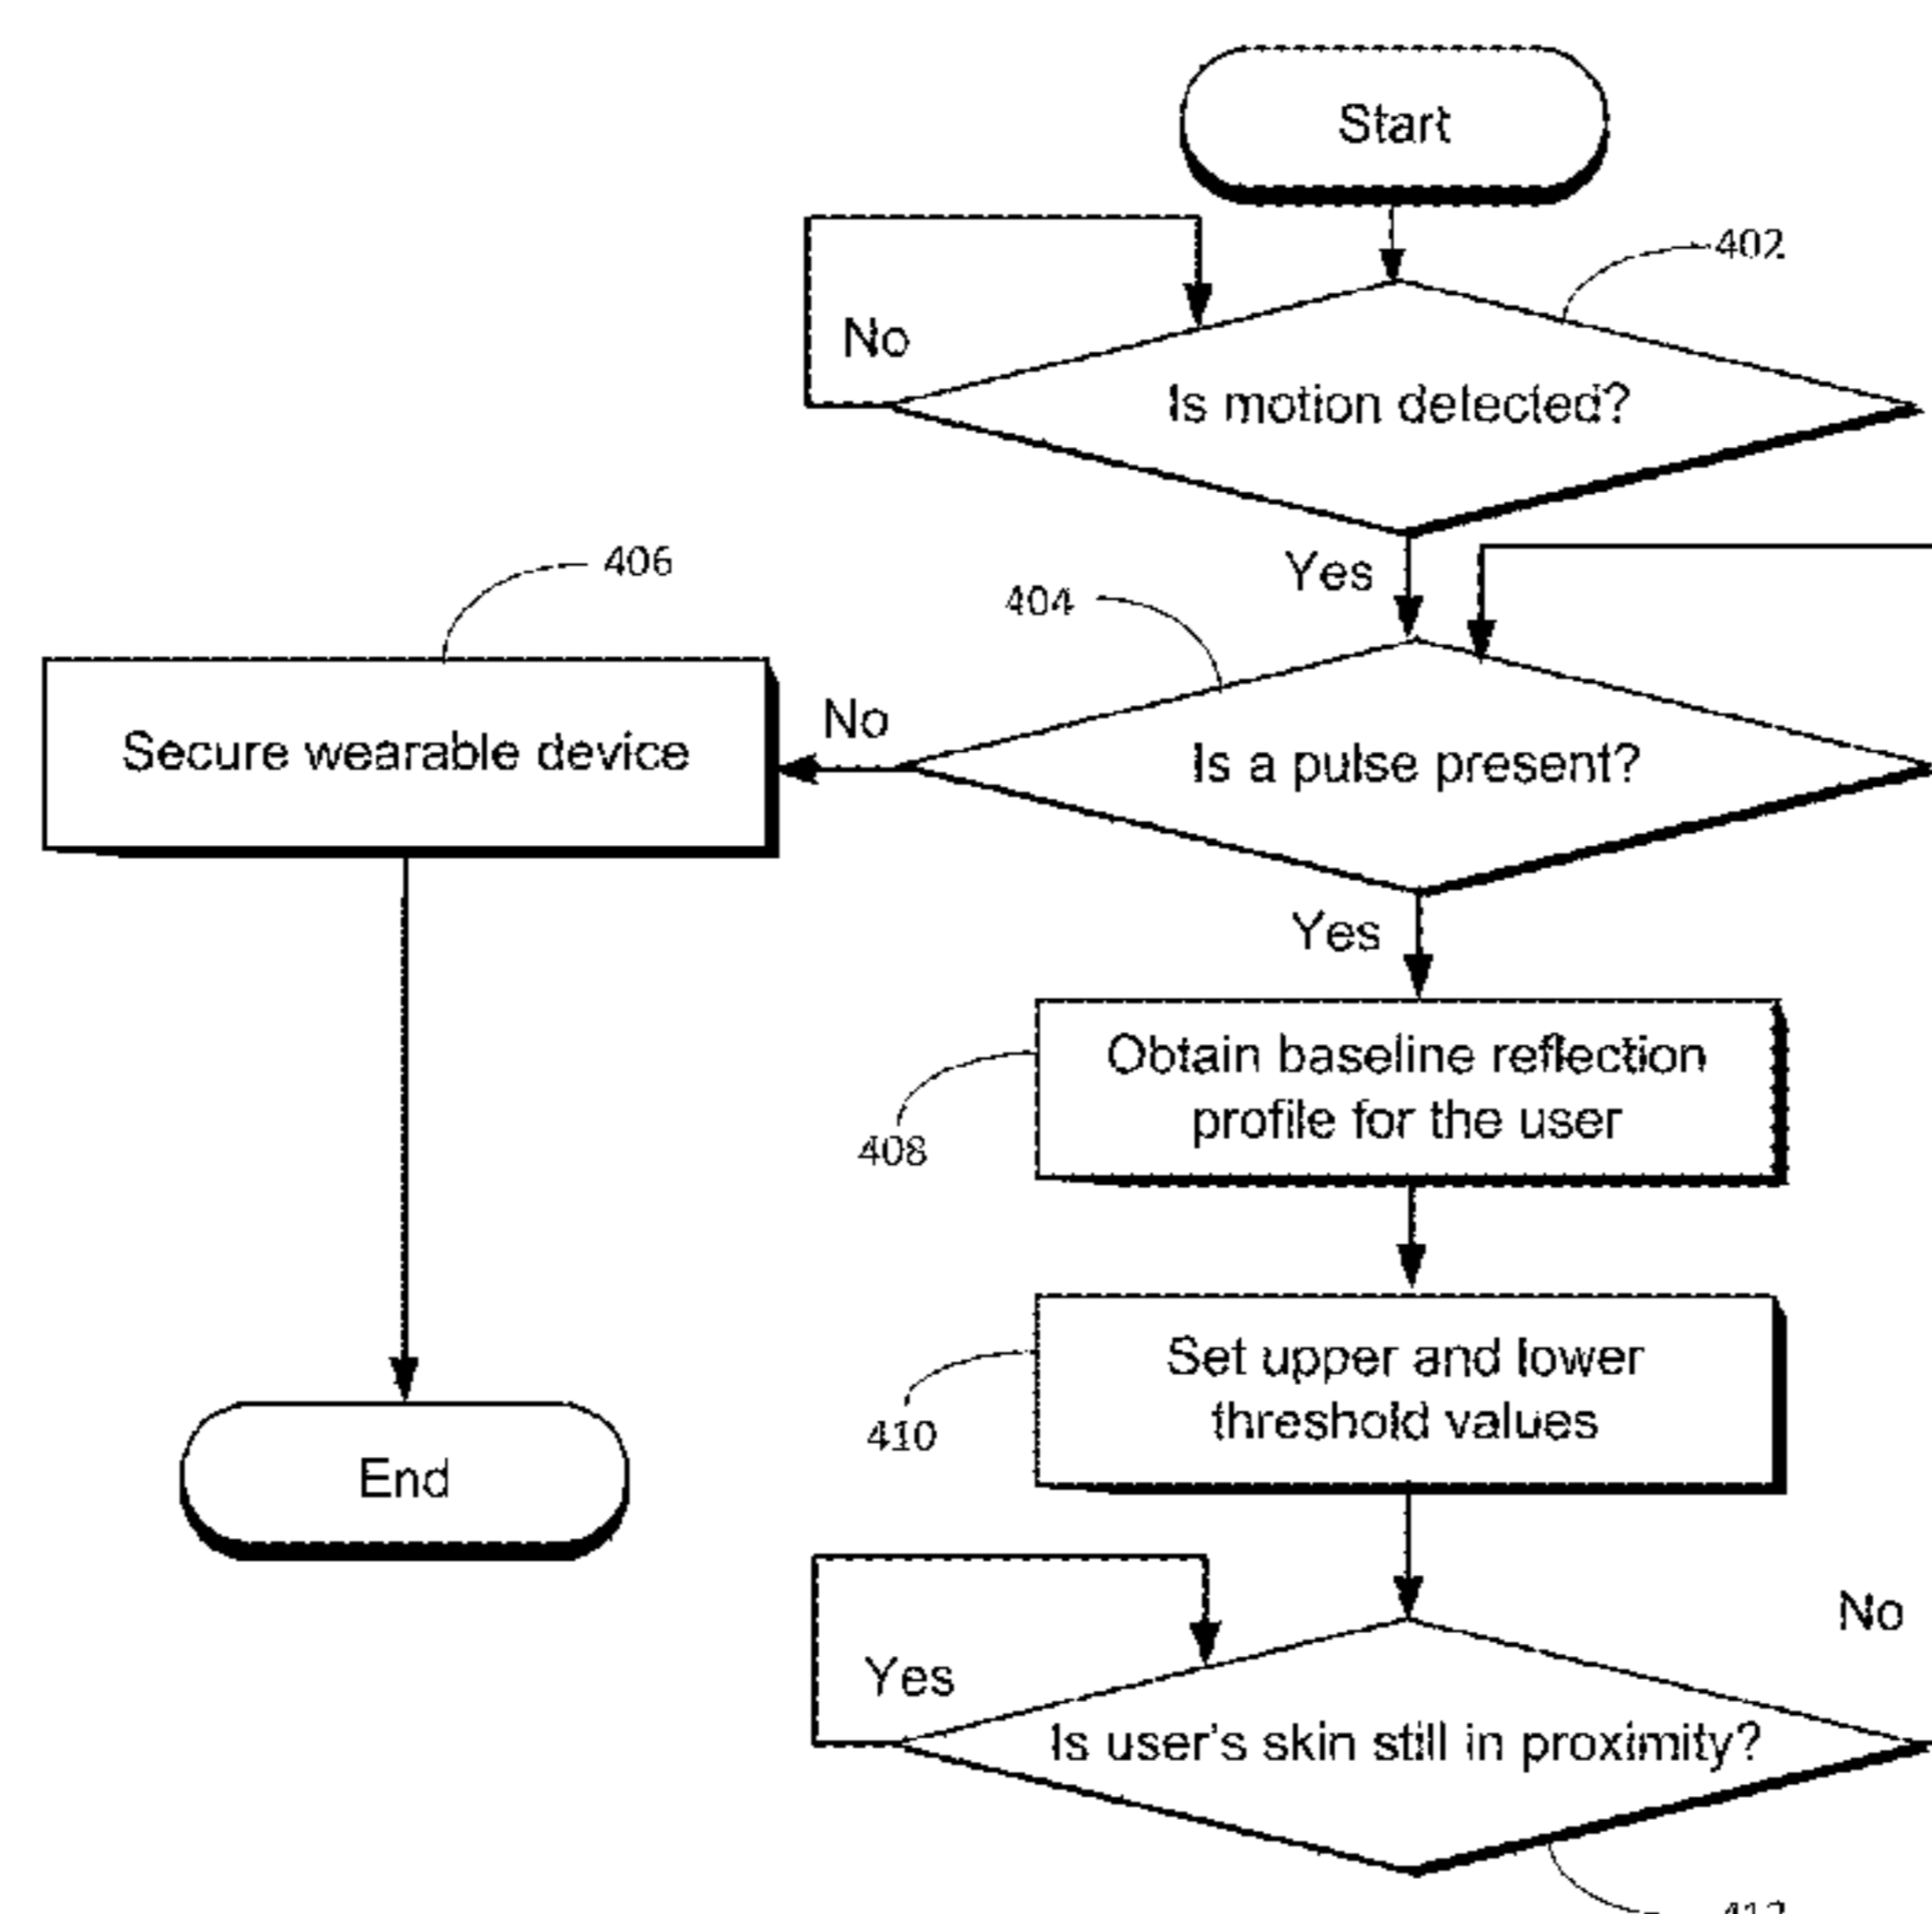 Start
402
No
Is motion detected?
Yes
406
404
Secure wearable device
No
Is a pulse present?
Yes
Obtain baseline reflection
profile for the user
408
Set upper and lower
threshold values
410
End
No
Yes
Is user's skin still in proximity?